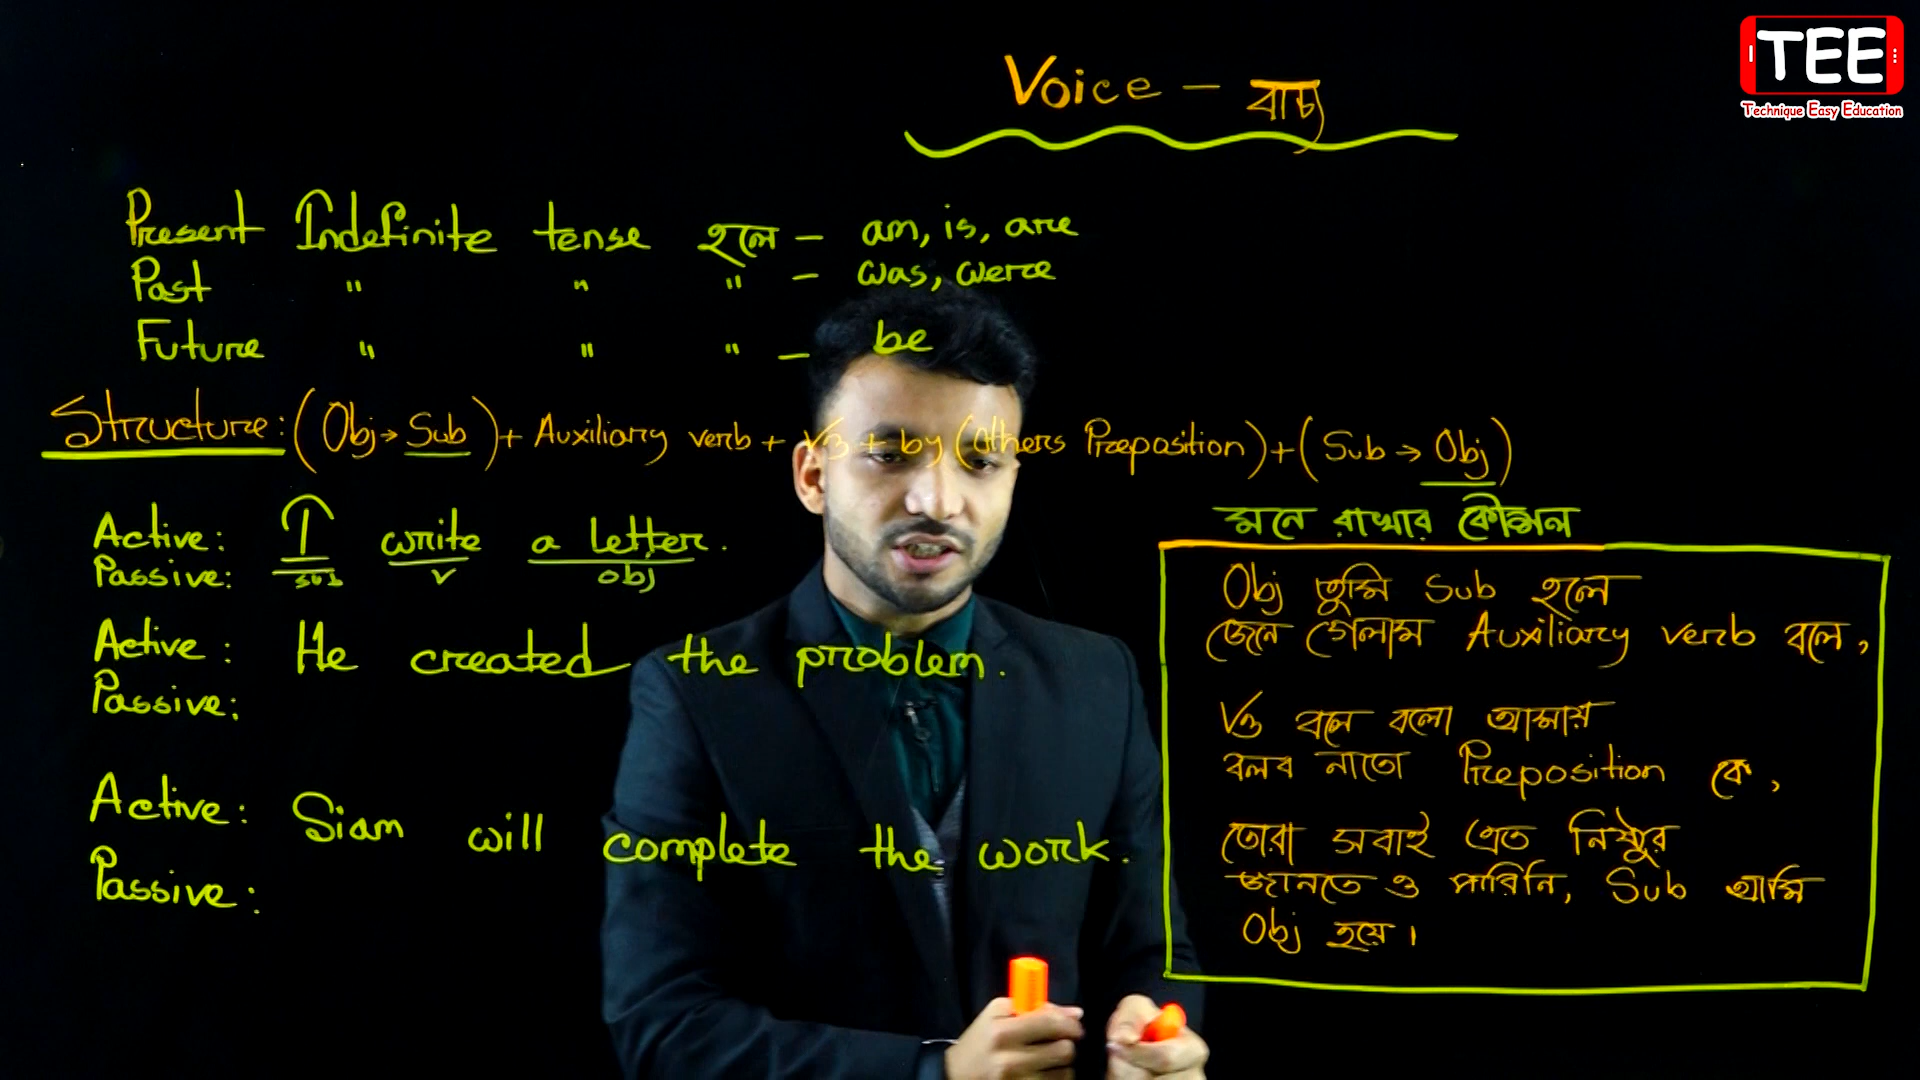 TEE
Technique Easy Education
Voice - বাচ্য
Present Indefinite tense হলে - am, is, are
Past " " " - was, were
Future " " " - be
Structure: (Obj → Sub) + Auxiliary verb + V3 + by (Others Preposition) + (Sub → Obj)
Active: I write a letter.
Passive: sub v obj
Active: He created the problem.
Passive:
Active: Siam will complete the work.
Passive:
মনে রাখার কৌশল
Obj তুমি Sub হলে
জেনে গেলাম Auxiliary verb বলে,
V৩ বলে বলো আমায়
বলব নাতো Preposition কে,
তোরা সবাই এত নিষ্ঠুর
জানতে ও পারিনি, Sub আমি
Obj হয়ে।